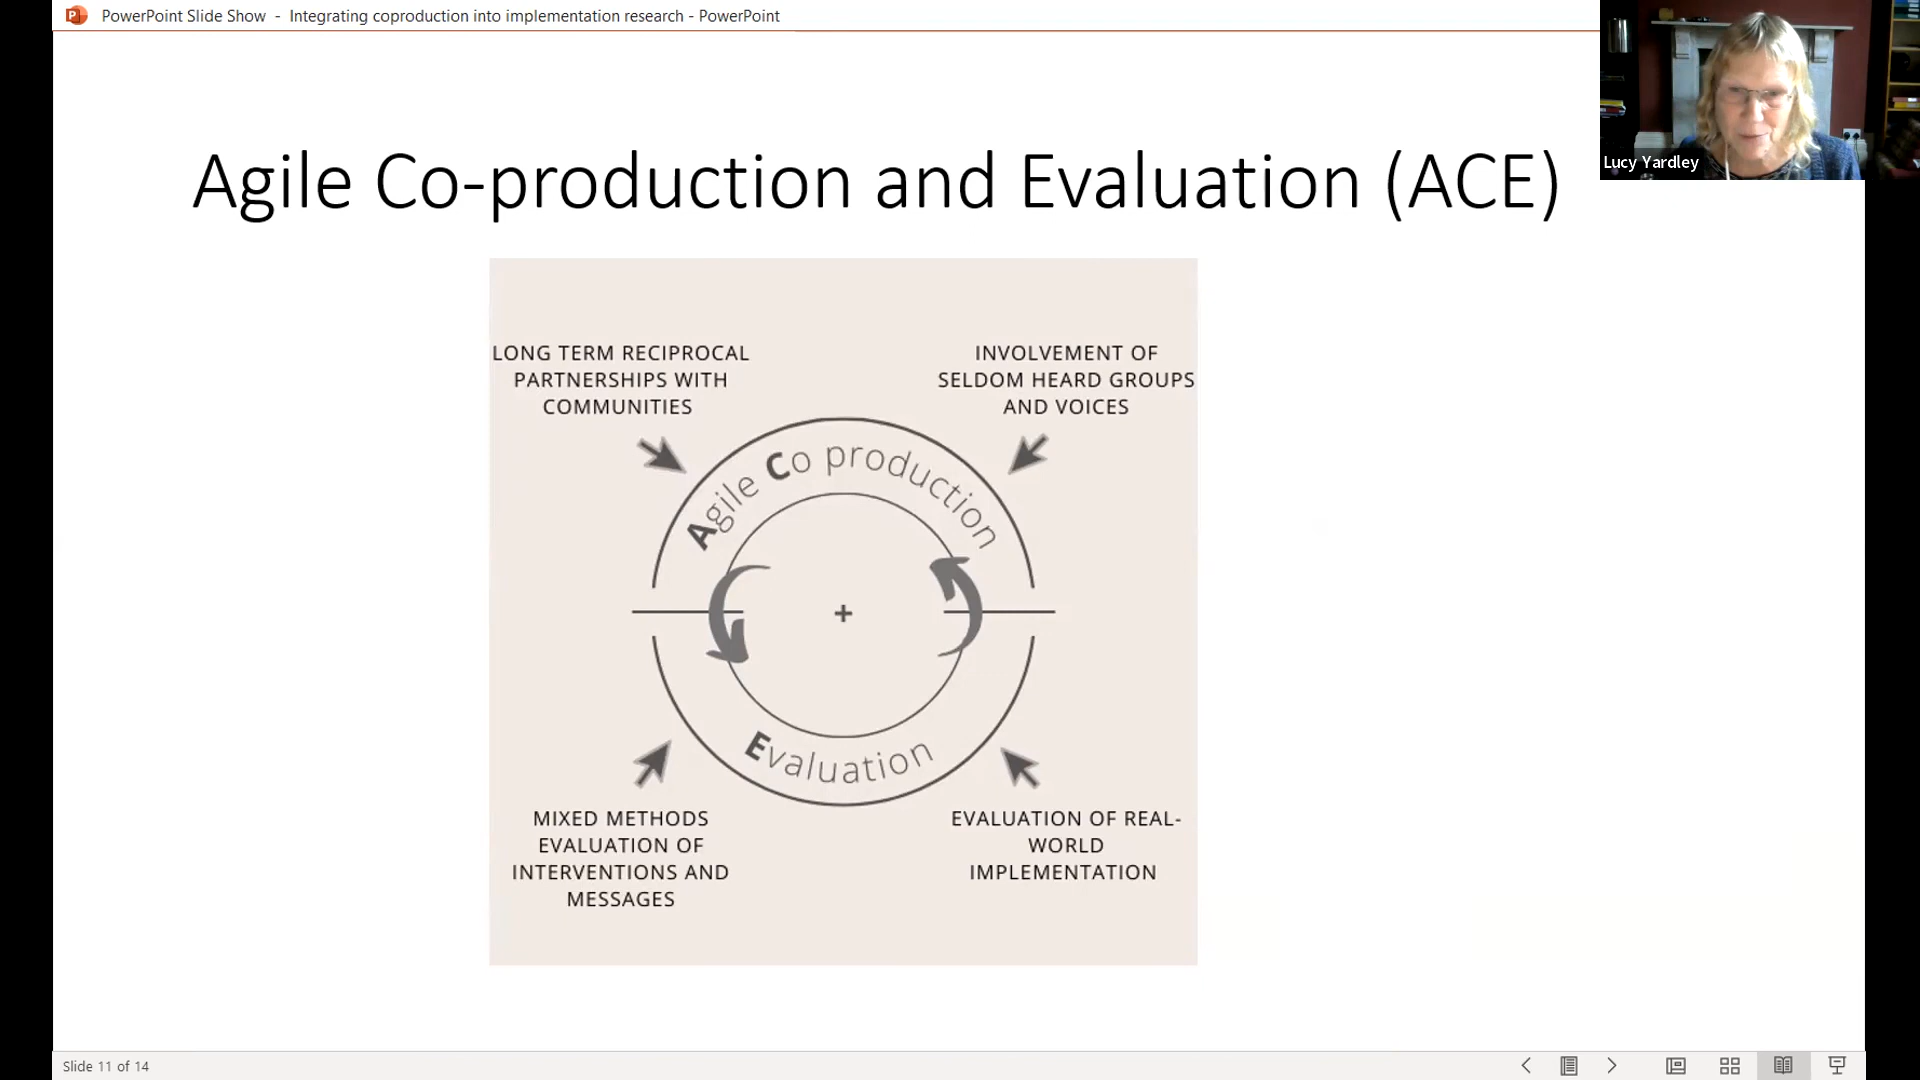 PowerPoint Slide Show - Integrating coproduction into implementation research - PowerPoint
Lucy Yardley
Agile Co-production and Evaluation (ACE)
LONG TERM RECIPROCAL
PARTNERSHIPS WITH
COMMUNITIES
INVOLVEMENT OF
SELDOM HEARD GROUPS
AND VOICES
Agile Co production
+
Evaluation
MIXED METHODS
EVALUATION OF
INTERVENTIONS AND
MESSAGES
EVALUATION OF REAL-
WORLD
IMPLEMENTATION
Slide 11 of 14